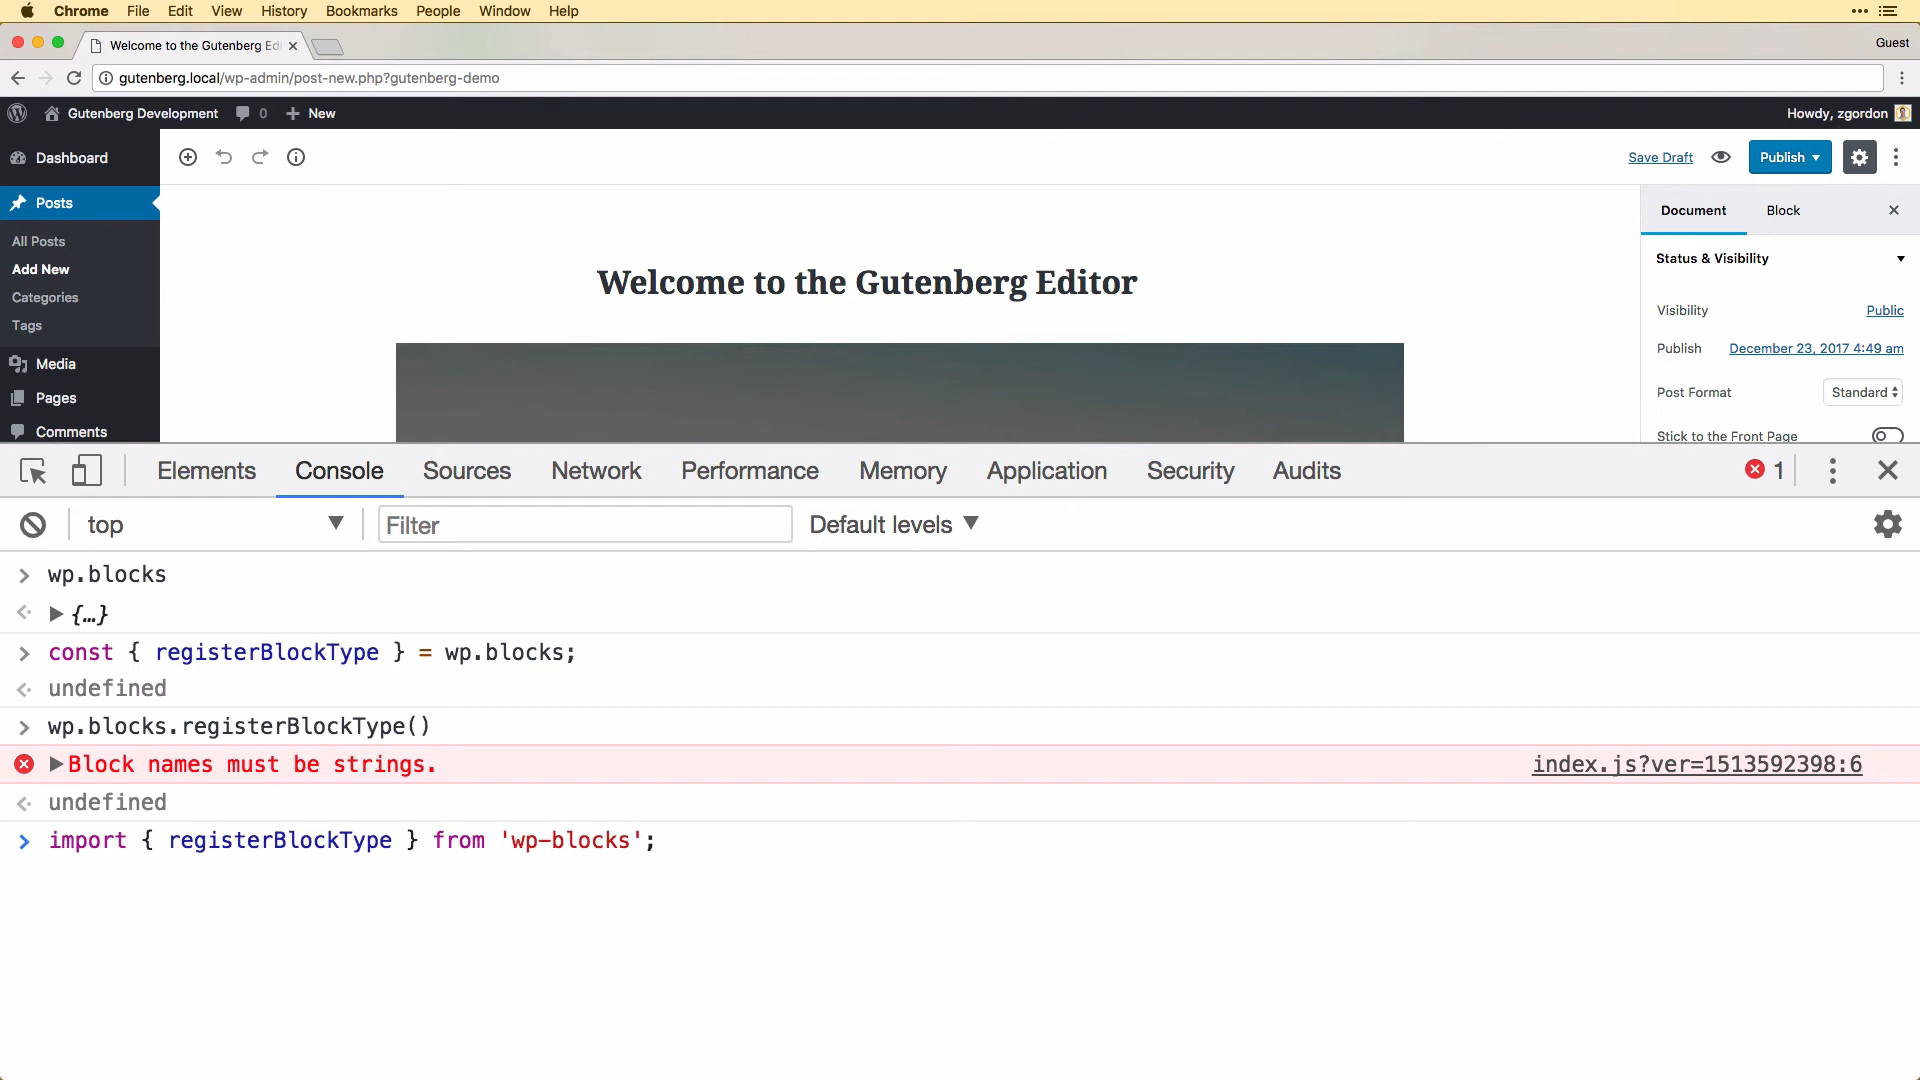 Chrome File Edit View History Bookmarks People Window Help
Welcome to the Gutenberg Edi
Guest
gutenberg.local/wp-admin/post-new.php?gutenberg-demo
Gutenberg Development 0 New Howdy, zgordon
Dashboard
Posts
All Posts
Add New
Categories
Tags
Media
Pages
Comments
Save Draft Publish
Welcome to the Gutenberg Editor
Document Block
Status & Visibility
Visibility Public
Publish December 23, 2017 4:49 am
Post Format Standard
Stick to the Front Page
Elements Console Sources Network Performance Memory Application Security Audits 1
top Filter Default levels
wp.blocks
{…}
const { registerBlockType } = wp.blocks;
undefined
wp.blocks.registerBlockType()
Block names must be strings. index.js?ver=1513592398:6
undefined
import { registerBlockType } from 'wp-blocks';